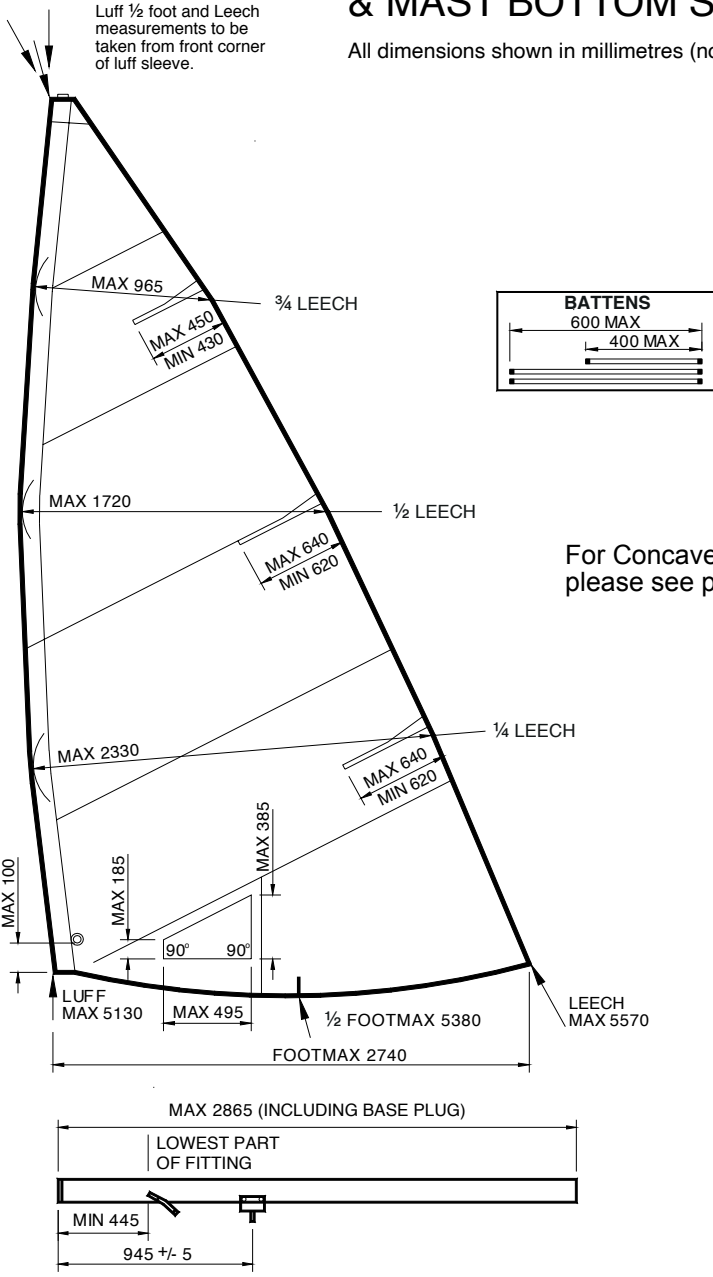 Luff ½ foot and Leech
measurements to be
taken from front corner
of luff sleeve.
& MAST BOTTOM S
All dimensions shown in millimetres (no
MAX 965
¾ LEECH
MAX 450
MIN 430
BATTENS
600 MAX
400 MAX
MAX 1720
½ LEECH
MAX 640
MIN 620
For Concave
please see p
MAX 2330
¼ LEECH
MAX 640
MIN 620
MAX 100
MAX 185
MAX 385
90° 90°
LUFF
MAX 5130
MAX 495
½ FOOTMAX 5380
LEECH
MAX 5570
FOOTMAX 2740
MAX 2865 (INCLUDING BASE PLUG)
LOWEST PART
OF FITTING
MIN 445
945 +/- 5